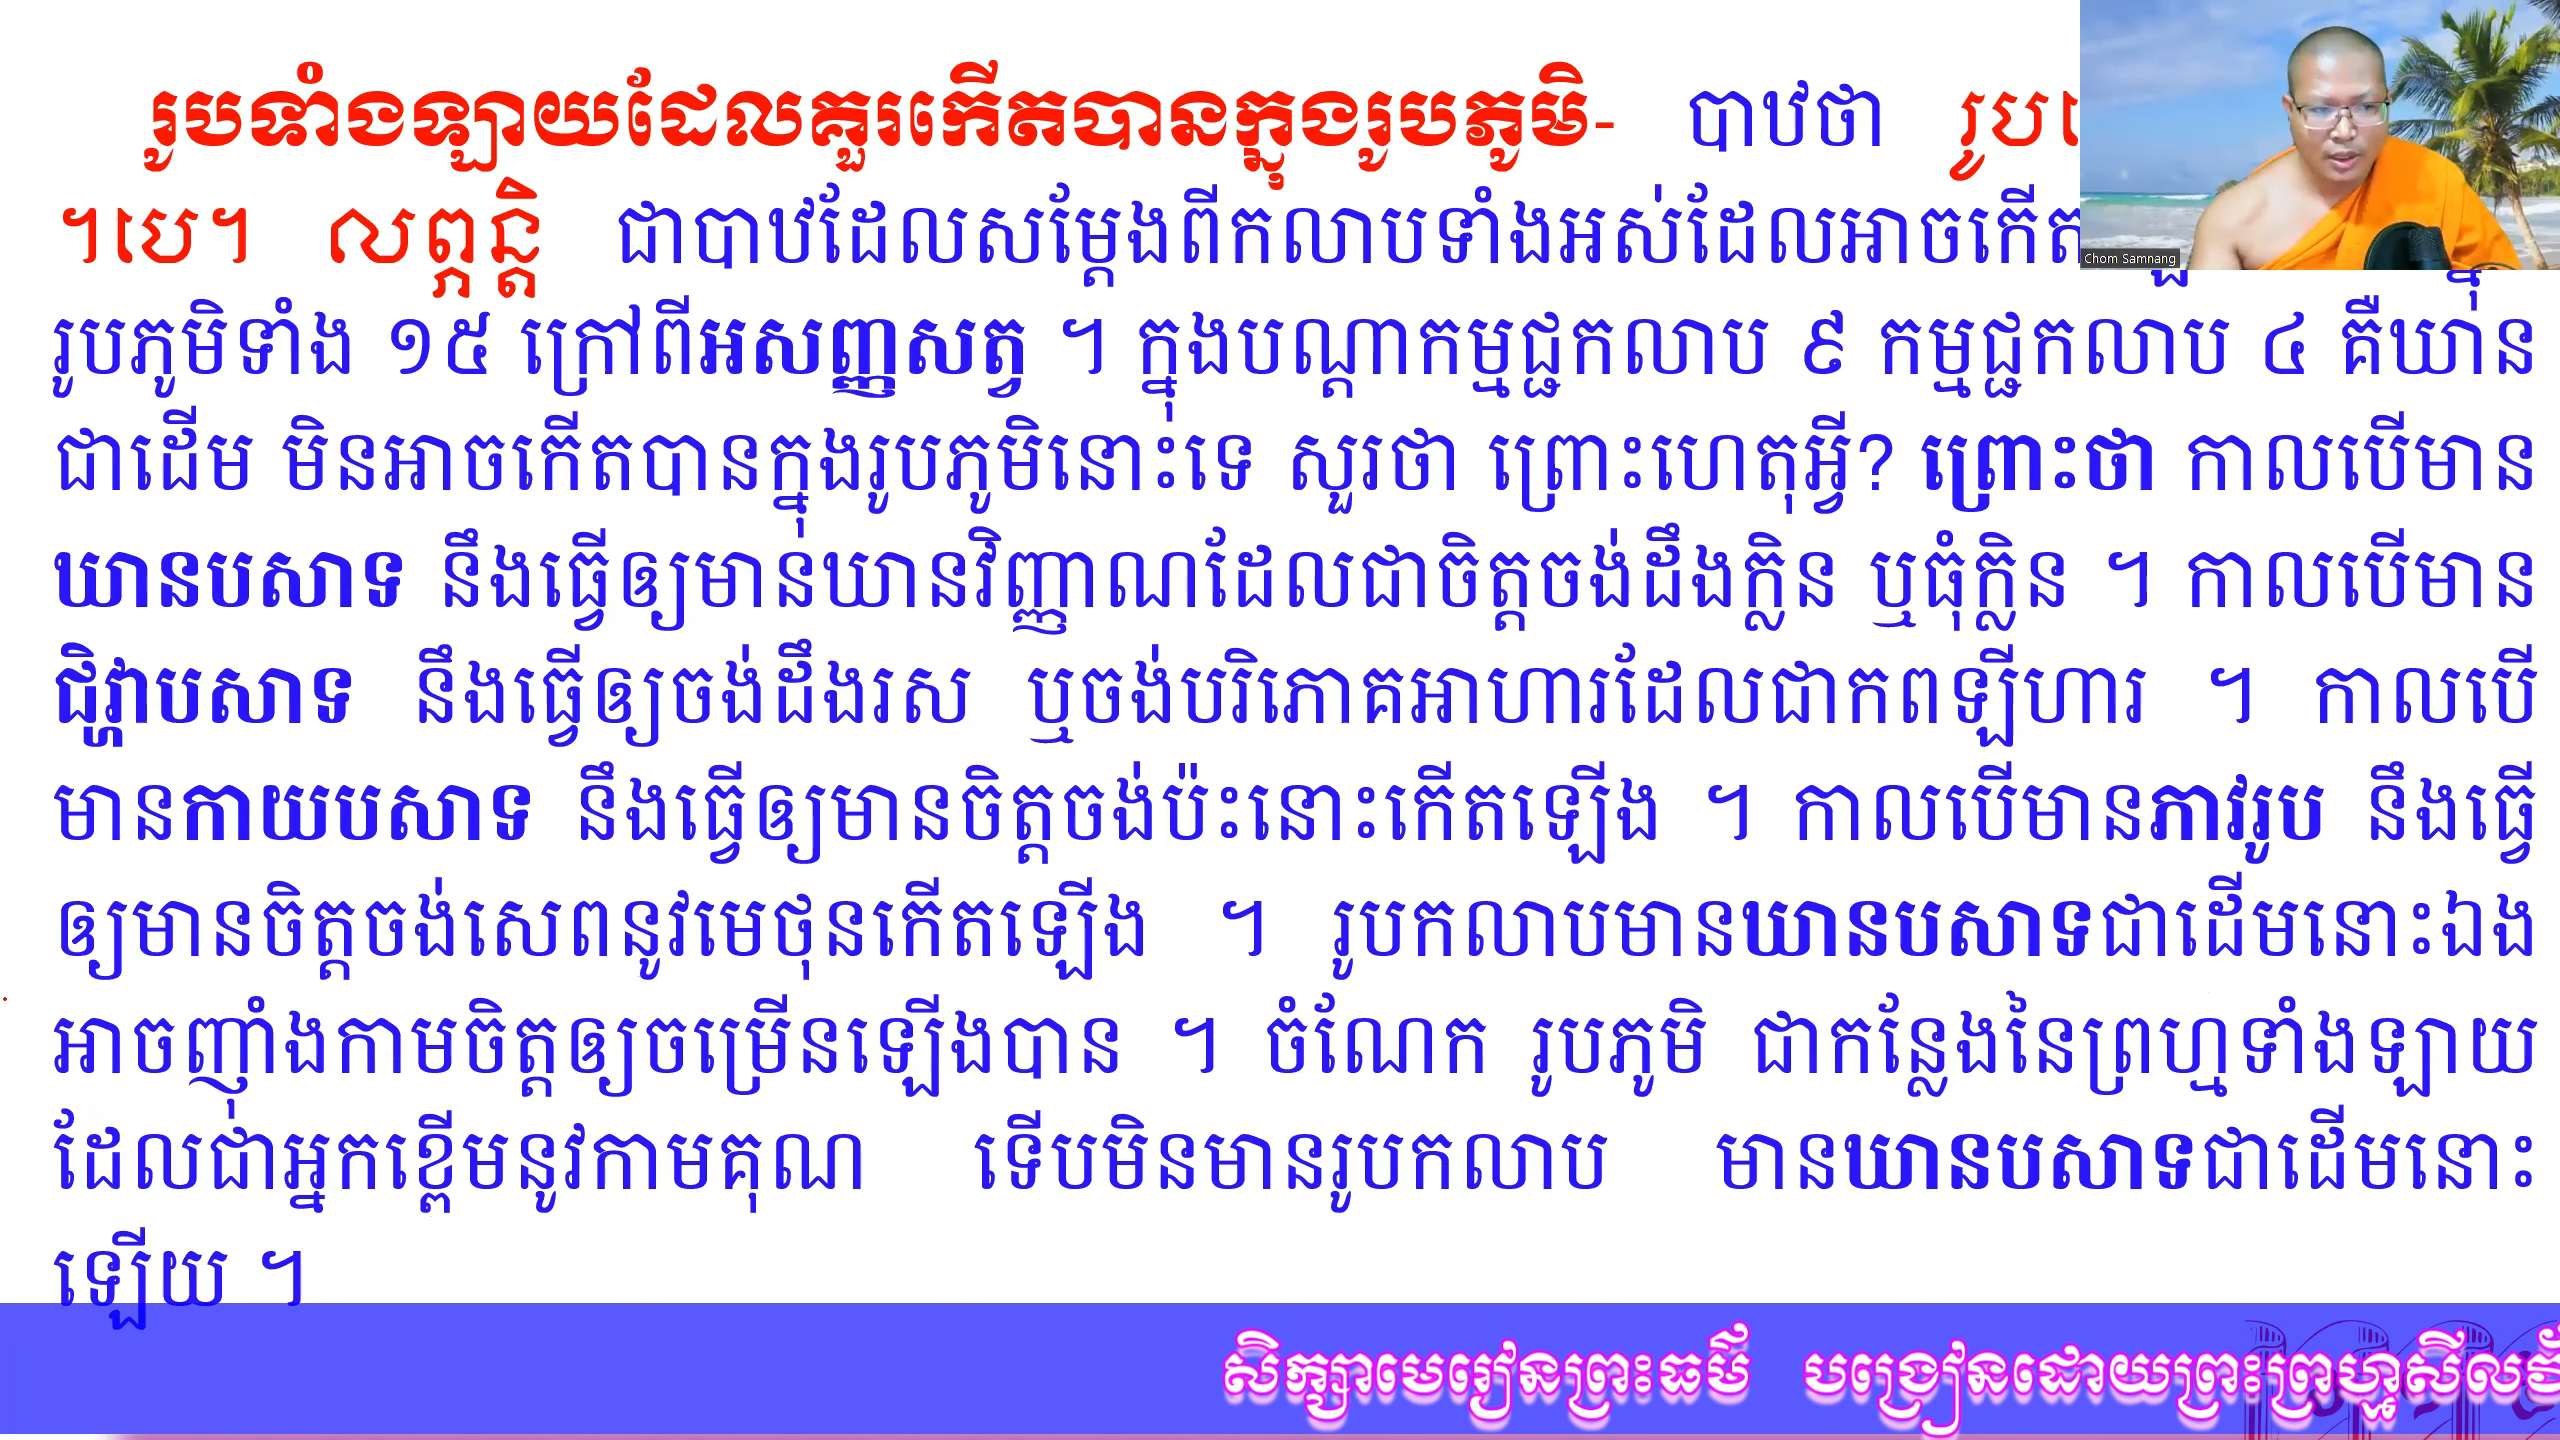 រូបទាំងឡាយដែលគួរកើតបានក្នុងរូបភូមិ- បាឋថា រូប
។បេ។ លព្ភន្តិ ជាបាឋដែលសម្តែងពីកលាបទាំងអស់ដែលអាចកើត
Chom Samnang
រូបភូមិទាំង ១៥ ក្រៅពីអសញ្ញសត្វ ។ ក្នុងបណ្តាកម្មជ្ជកលាប ៩ កម្មជ្ជកលាប ៤ គឺឃាន
ជាដើម មិនអាចកើតបានក្នុងរូបភូមិនោះទេ សួរថា ព្រោះហេតុអ្វី? ព្រោះថា កាលបើមាន
ឃានបសាទ នឹងធ្វើឲ្យមានឃានវិញ្ញាណដែលជាចិត្តចង់ដឹងក្លិន ឬធុំក្លិន ។ កាលបើមាន
ជិវ្ហាបសាទ នឹងធ្វើឲ្យចង់ដឹងរស ឬចង់បរិភោគអាហារដែលជាកពឡីហារ ។ កាលបើ
មានកាយបសាទ នឹងធ្វើឲ្យមានចិត្តចង់ប៉ះនោះកើតឡើង ។ កាលបើមានភាវរូប នឹងធ្វើ
ឲ្យមានចិត្តចង់សេពនូវមេថុនកើតឡើង ។ រូបកលាបមានឃានបសាទជាដើមនោះឯង
អាចញ៉ាំងកាមចិត្តឲ្យចម្រើនឡើងបាន ។ ចំណែក រូបភូមិ ជាកន្លែងនៃព្រហ្មទាំងឡាយ
ដែលជាអ្នកខ្ពើមនូវកាមគុណ ទើបមិនមានរូបកលាប មានឃានបសាទជាដើមនោះ
ឡើយ ។
សិក្សាមេរៀនព្រះធម៌ បង្រៀនដោយព្រះព្រហ្មសីល